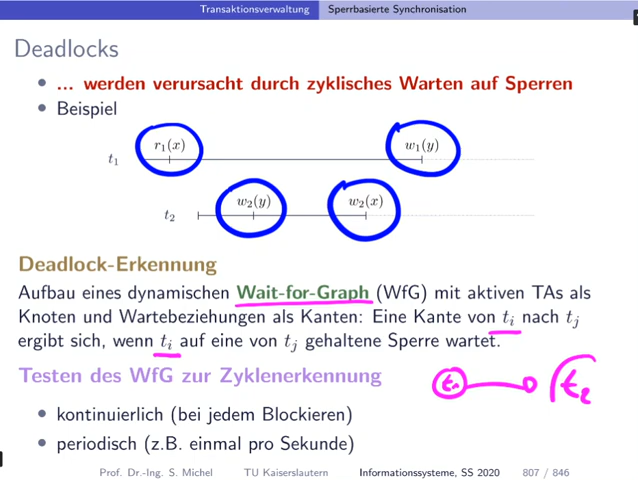 Transaktionsverwaltung Sperrbasierte Synchronisation
Deadlocks
... werden verursacht durch zyklisches Warten auf Sperren
Beispiel
r₁(x) w₁(y)
t₁
w₂(y) w₂(x)
t₂
Deadlock-Erkennung
Aufbau eines dynamischen Wait-for-Graph (WfG) mit aktiven TAs als
Knoten und Wartebeziehungen als Kanten: Eine Kante von tᵢ nach tⱼ
ergibt sich, wenn tᵢ auf eine von tⱼ gehaltene Sperre wartet.
Testen des WfG zur Zyklenerkennung
t₁ t₂
kontinuierlich (bei jedem Blockieren)
periodisch (z.B. einmal pro Sekunde)
Prof. Dr.-Ing. S. Michel TU Kaiserslautern Informationssysteme, SS 2020 807 / 846